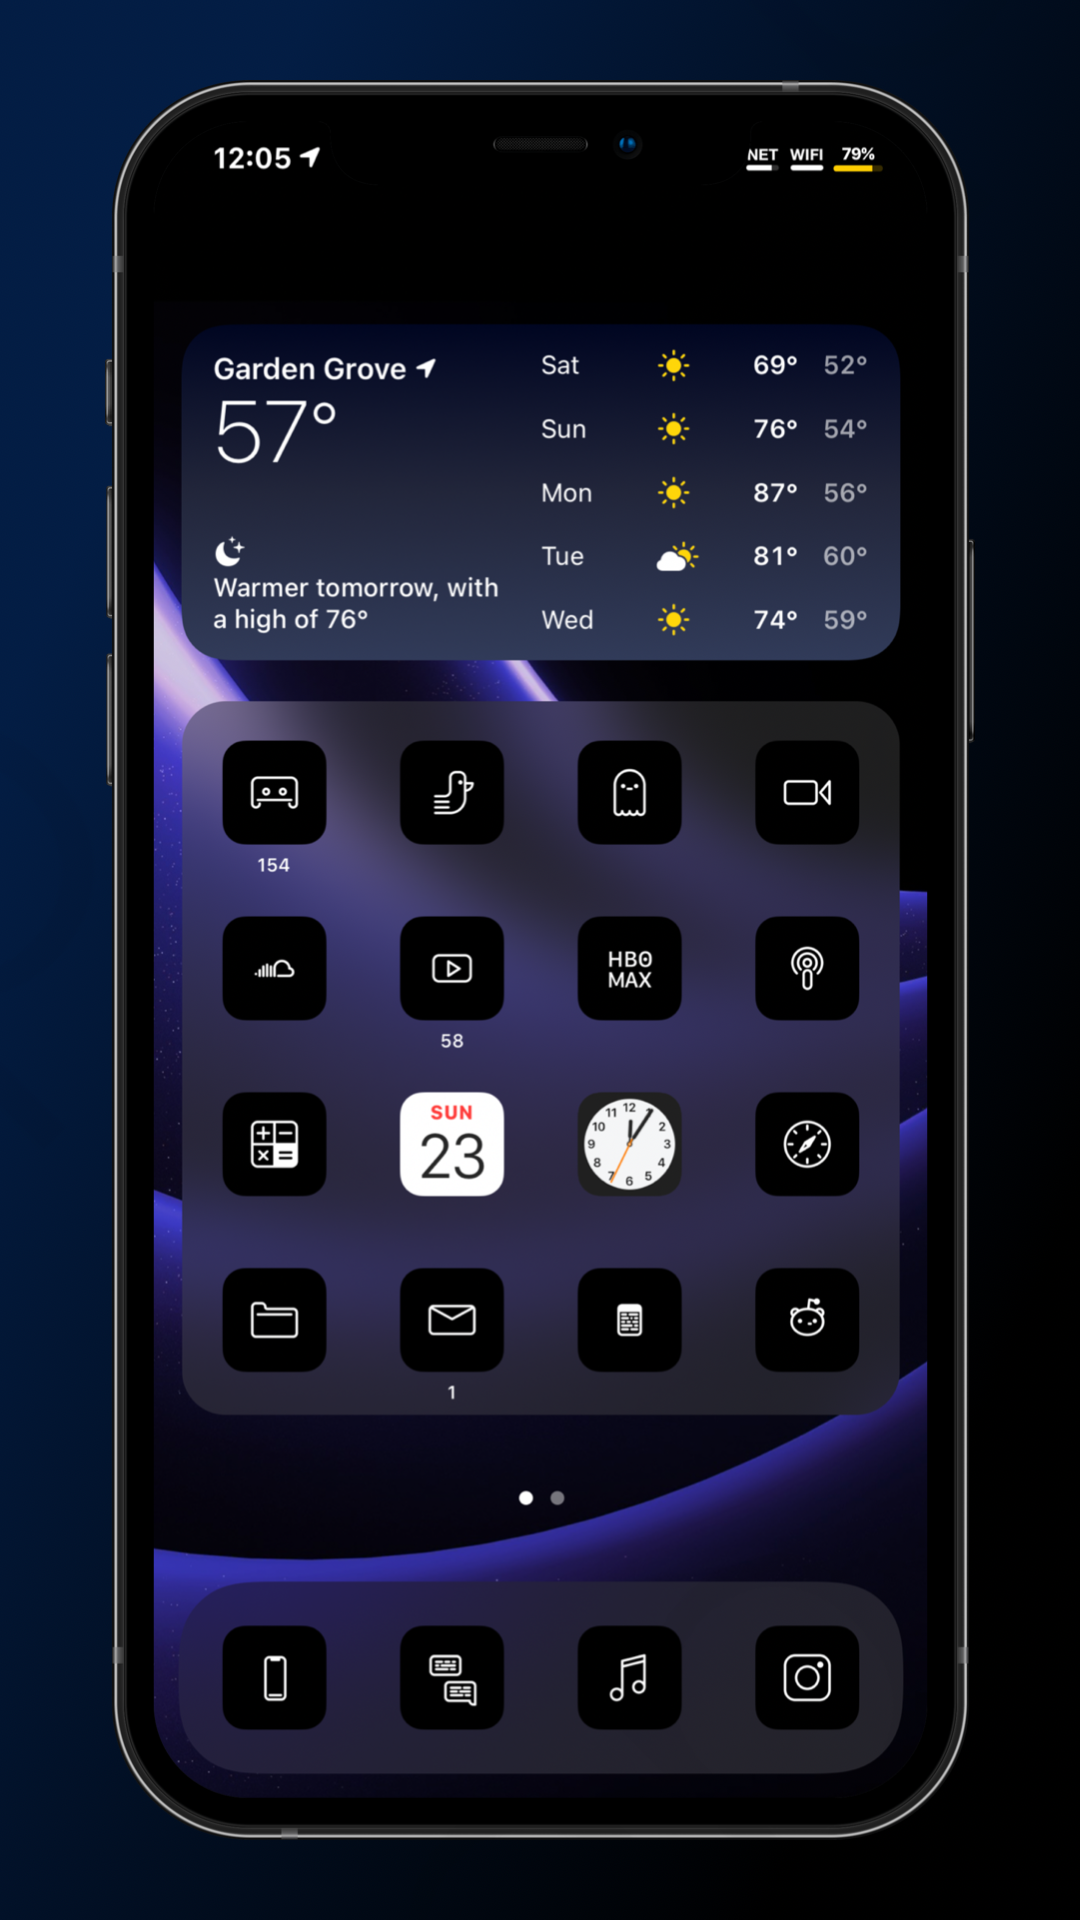 12:05
NET WIFI 79%
Garden Grove
57°
Warmer tomorrow, with
a high of 76°
Sat 69° 52°
Sun 76° 54°
Mon 87° 56°
Tue 81° 60°
Wed 74° 59°
154
HBO
MAX
58
SUN
23
11 12 2
10 3
9 4
8 7 6 5
1